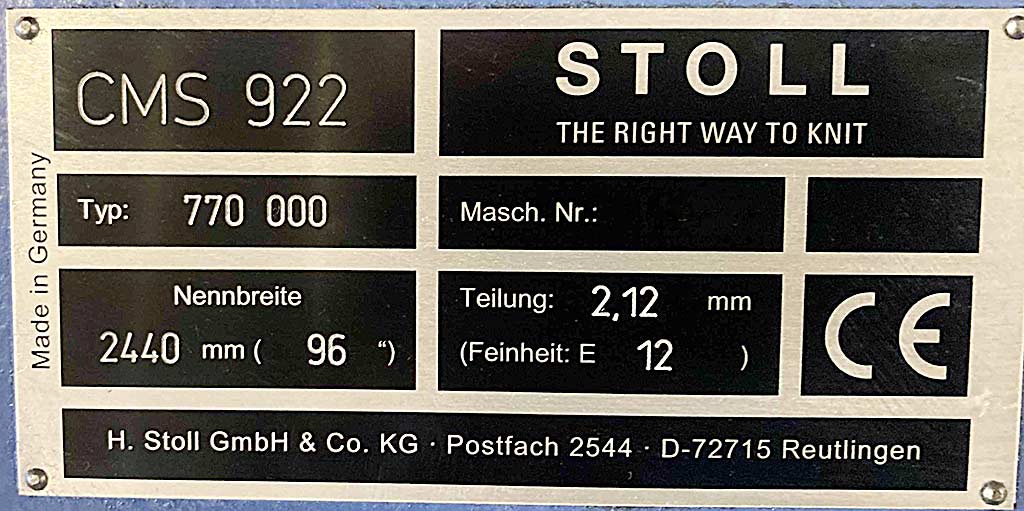 CMS 922
STOLL
THE RIGHT WAY TO KNIT
Made in Germany
Typ: 770 000
Masch. Nr.:
Nennbreite
2440 mm ( 96 “)
Teilung: 2,12 mm
(Feinheit: E 12 )
CE
H. Stoll GmbH & Co. KG · Postfach 2544 · D-72715 Reutlingen